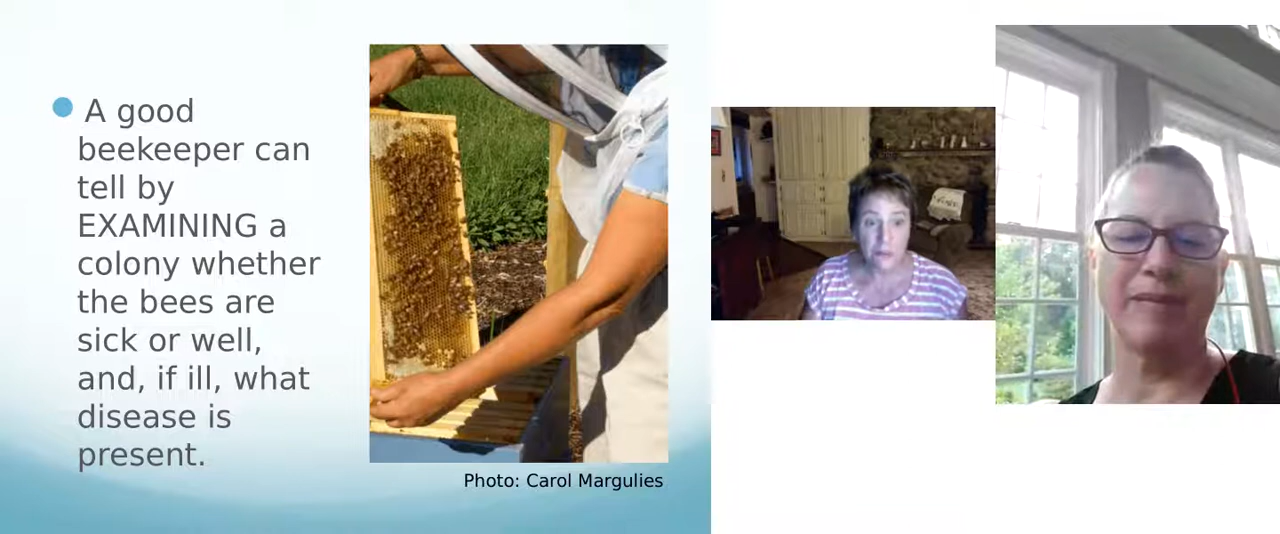 A good
beekeeper can
tell by
EXAMINING a
colony whether
the bees are
sick or well,
and, if ill, what
disease is
present.
Photo: Carol Margulies